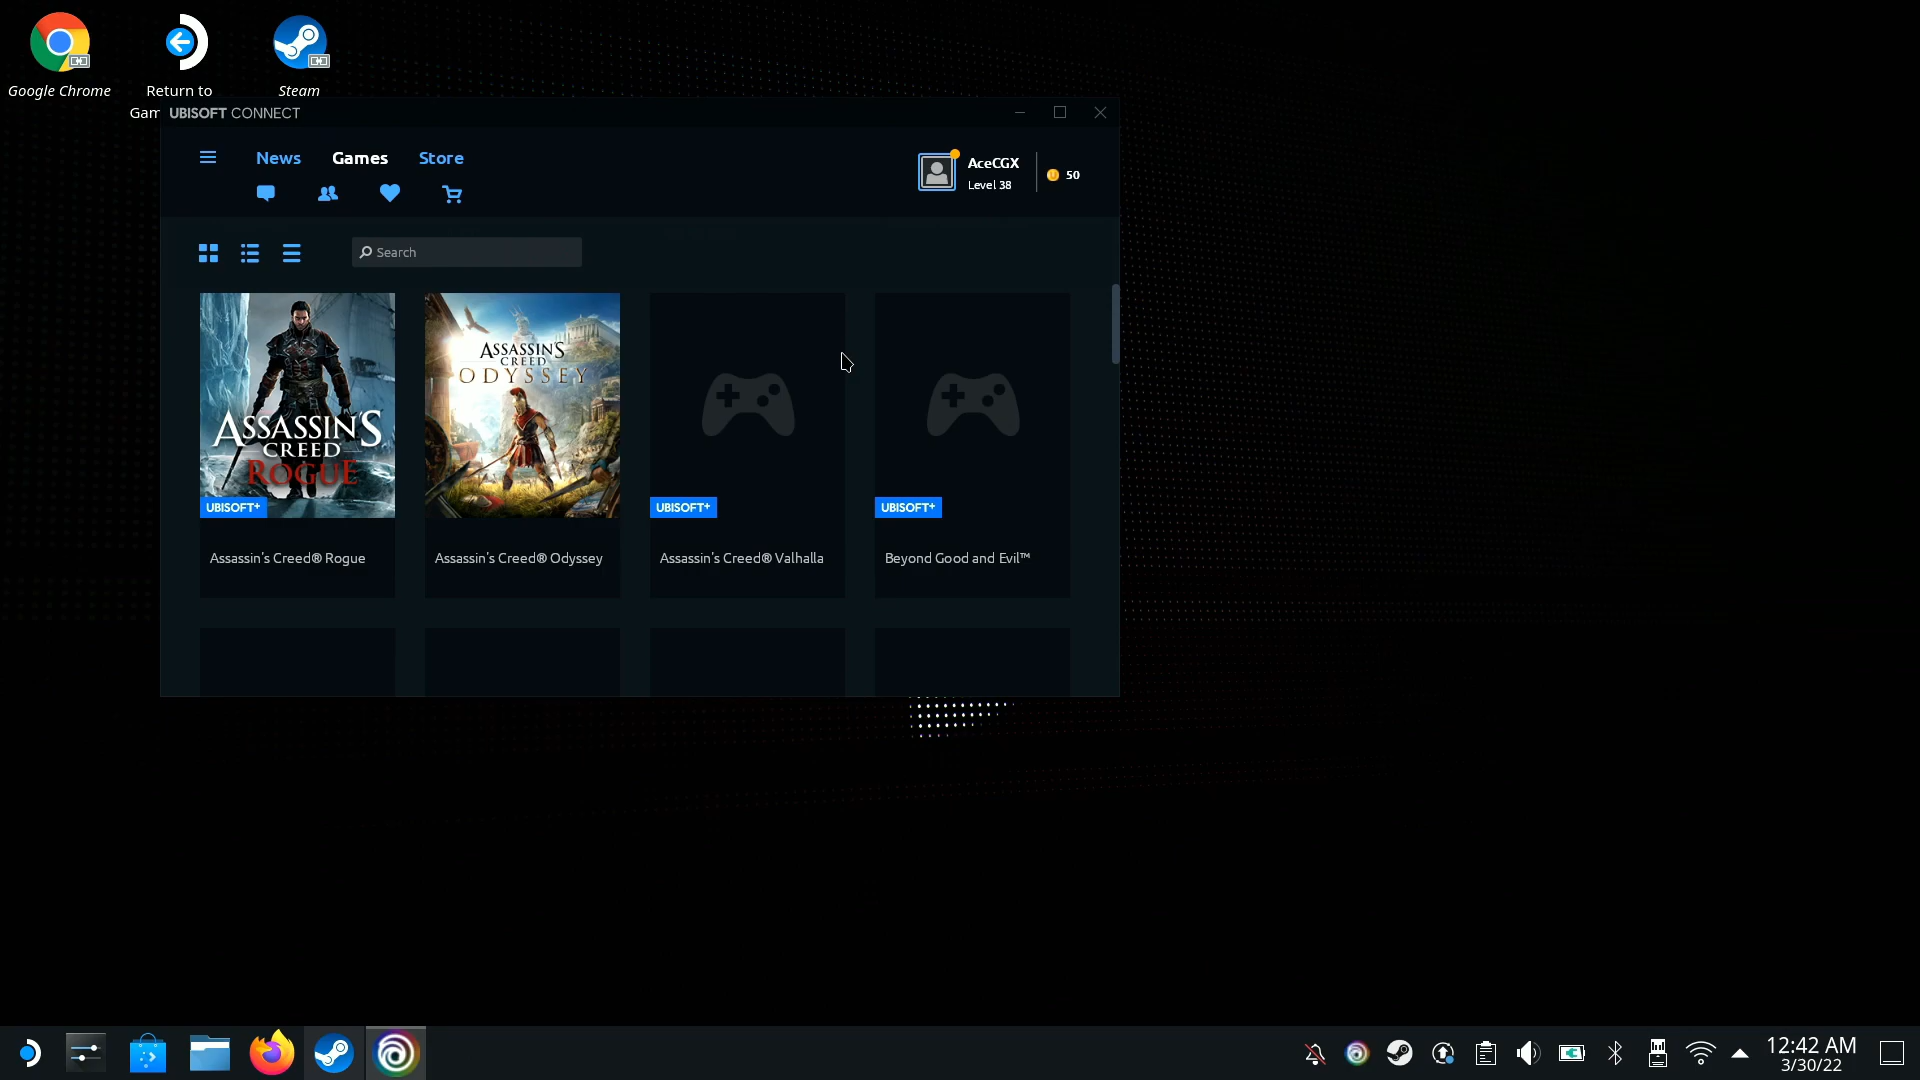 Google Chrome
Return to
Gam
Steam
UBISOFT CONNECT
News
Games
Store
AceCGX
Level 38
50
Search
ASSASSIN'S
CREED
ROGUE
UBISOFT+
ASSASSIN'S
CREED
ODYSSEY
UBISOFT+
UBISOFT+
Assassin's Creed® Rogue
Assassin's Creed® Odyssey
Assassin's Creed® Valhalla
Beyond Good and Evil™
12:42 AM
3/30/22